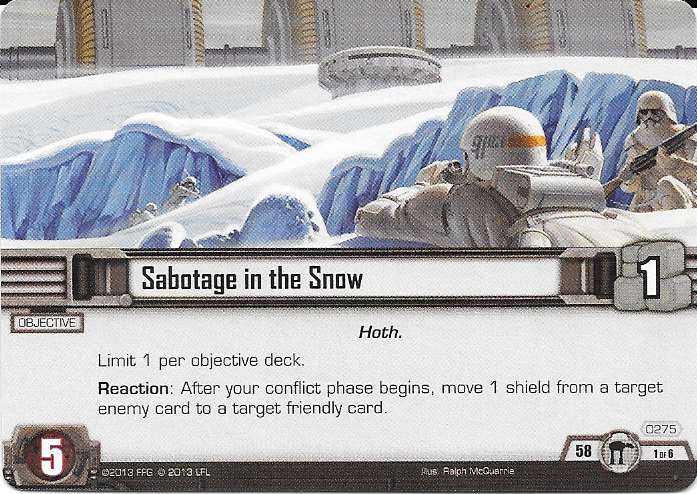 Sabotage in the Snow
1
OBJECTIVE
Hoth.
Limit 1 per objective deck.
Reaction: After your conflict phase begins, move 1 shield from a target
enemy card to a target friendly card.
0275
5
58
1 OF 6
©2013 FFG © 2013 LFL
Illus. Ralph McQuarrie